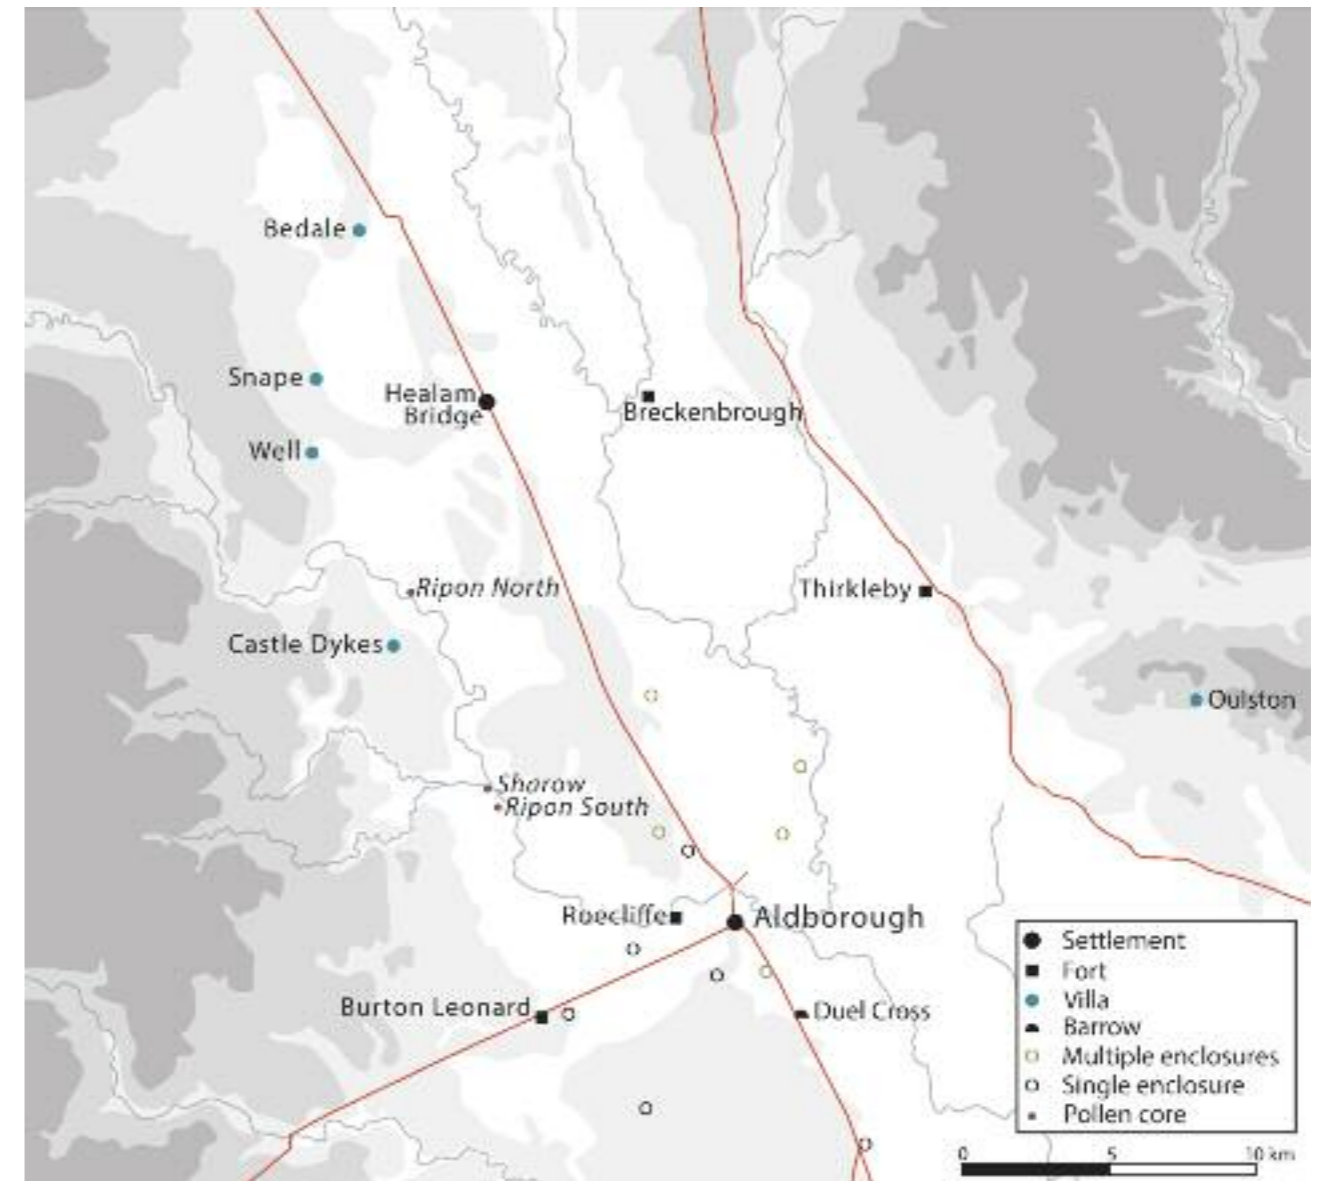 Bedale
Snape
Healam
Bridge
Breckenbrough
Well
Ripon North
Thirkleby
Castle Dykes
Oulston
Sharow
Ripon South
Roecliffe
Aldborough
Burton Leonard
Duel Cross
Settlement
Fort
Villa
Barrow
Multiple enclosures
Single enclosure
Pollen core
0 5 10 km